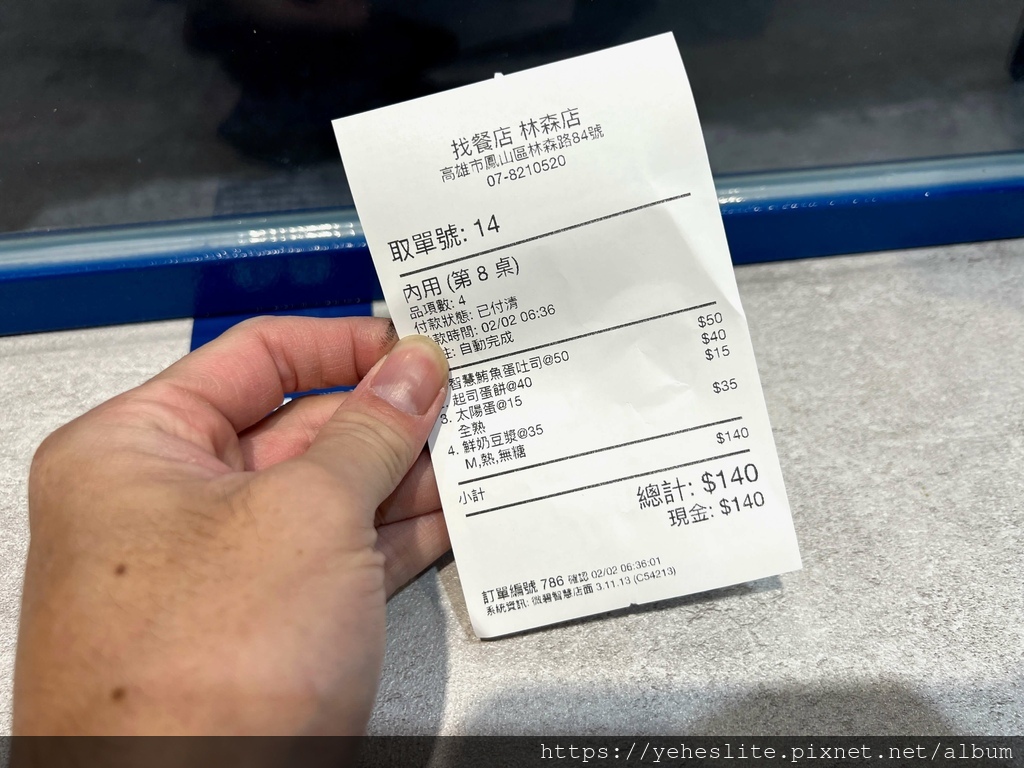 找餐店 林森店
高雄市鳳山區林森路84號
07-8210520
取單號: 14
內用 (第 8 桌)
品項數: 4
付款狀態: 已付清
款時間: 02/02 06:36
註: 自動完成
智慧鮪魚蛋吐司@50 $50
起司蛋餅@40 $40
3. 太陽蛋@15 $15
全熟
4. 鮮奶豆漿@35 $35
M,熱,無糖
小計 $140
總計: $140
現金: $140
訂單編號 786 確認 02/02 06:36:01
系統資訊: 微碧智慧店面 3.11.13 (C54213)
https://yeheslite.pixnet.net/album